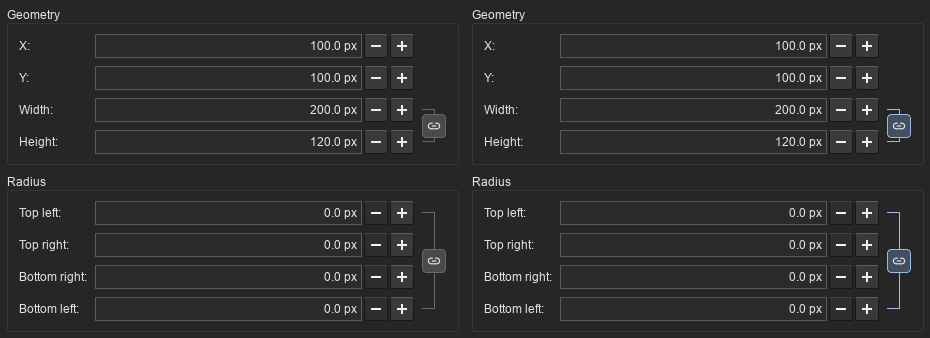 Geometry
X: 100.0 px
Y: 100.0 px
Width: 200.0 px
Height: 120.0 px
Radius
Top left: 0.0 px
Top right: 0.0 px
Bottom right: 0.0 px
Bottom left: 0.0 px
Geometry
X: 100.0 px
Y: 100.0 px
Width: 200.0 px
Height: 120.0 px
Radius
Top left: 0.0 px
Top right: 0.0 px
Bottom right: 0.0 px
Bottom left: 0.0 px